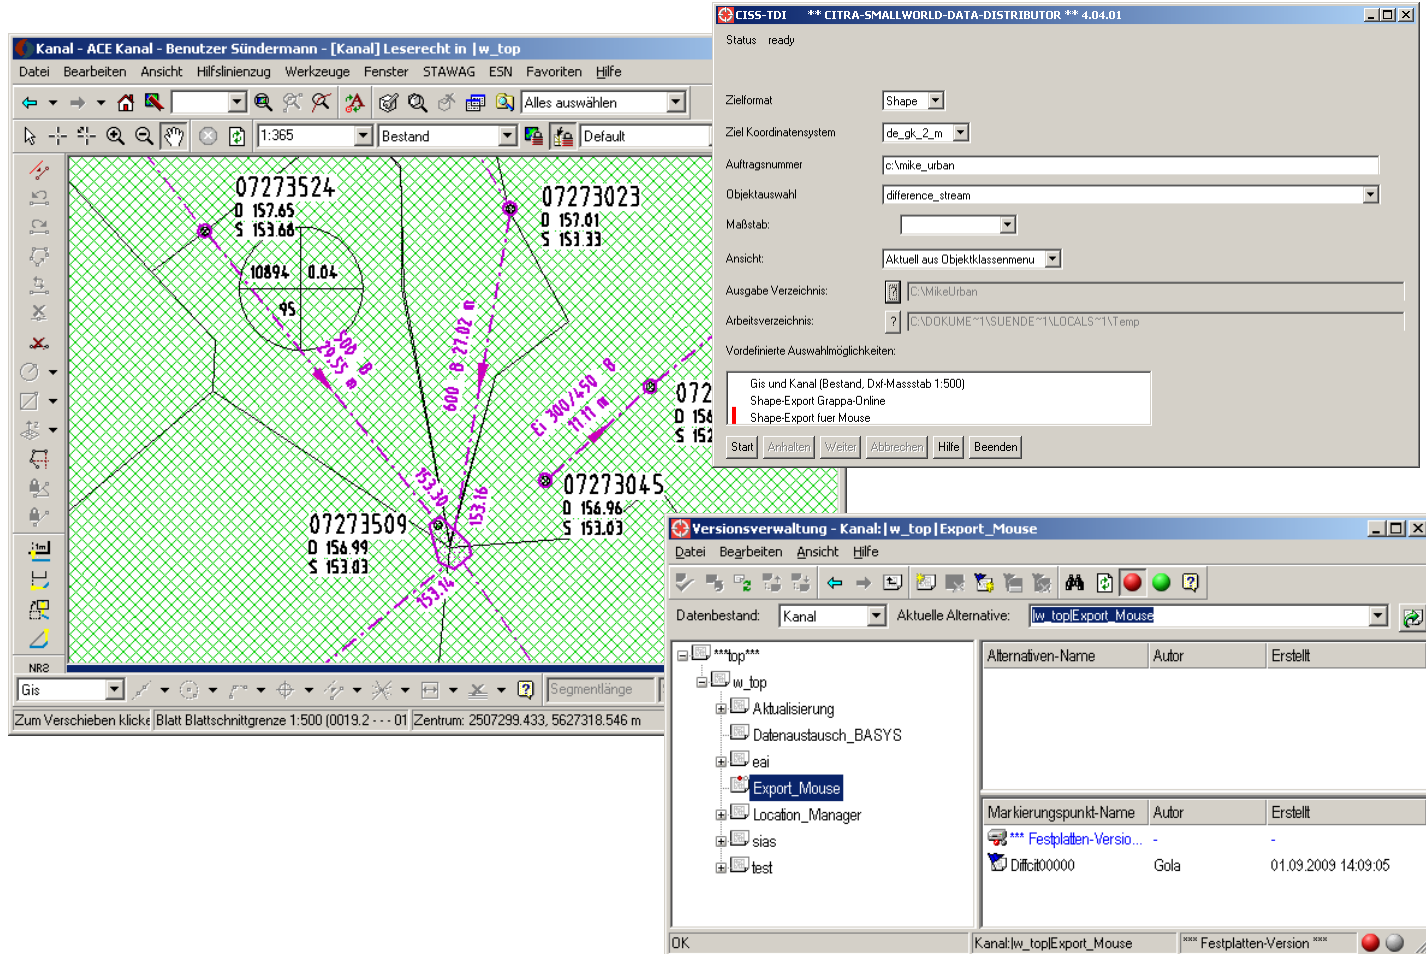 Kanal - ACE Kanal - Benutzer Sündermann - [Kanal] Leserecht in |w_top
Datei Bearbeiten Ansicht Hilfslinienzug Werkzeuge Fenster STAWAG ESN Favoriten Hilfe
Alles auswählen
1:365 Bestand Default
07273524
D 157.65
S 153.68
07273023
D 157.01
S 153.33
10894 0.04
95
500 B
29.55 m
600 B 27.02 m
Ei 300/450 B
11.11 m
072
D 156
S 152
153.30
153.16
07273045
D 156.96
S 153.03
07273509
D 156.99
S 153.03
153.14
NRS
Gis Segmentlänge
Zum Verschieben klicke Blatt Blattschnittgrenze 1:500 (0019.2 - - - 01 Zentrum: 2507299.433, 5627318.546 m
CISS-TDI ** CITRA-SMALLWORLD-DATA-DISTRIBUTOR ** 4.04.01
Status ready
Zielformat Shape
Ziel Koordinatensystem de_gk_2_m
Auftragsnummer c:\mike_urban
Objektauswahl difference_stream
Maßstab:
Ansicht: Aktuell aus Objektklassenmenu
Ausgabe Verzeichnis: ? C:\MikeUrban
Arbeitsverzeichnis: ? C:\DOKUME~1\SUENDE~1\LOCALS~1\Temp
Vordefinierte Auswahlmöglichkeiten:
Gis und Kanal (Bestand, Dxf-Massstab 1:500)
Shape-Export Grappa-Online
Shape-Export fuer Mouse
Start Anhalten Weiter Abbrechen Hilfe Beenden
Versionsverwaltung - Kanal:|w_top|Export_Mouse
Datei Bearbeiten Ansicht Hilfe
Datenbestand: Kanal Aktuelle Alternative: |w_top|Export_Mouse
***top***
w_top
Aktualisierung
Datenaustausch_BASYS
eai
Export_Mouse
Location_Manager
sias
test
Alternativen-Name Autor Erstellt
Markierungspunkt-Name Autor Erstellt
*** Festplatten-Versio... - -
Diffcit00000 Gola 01.09.2009 14:09:05
OK Kanal:|w_top|Export_Mouse *** Festplatten-Version ***